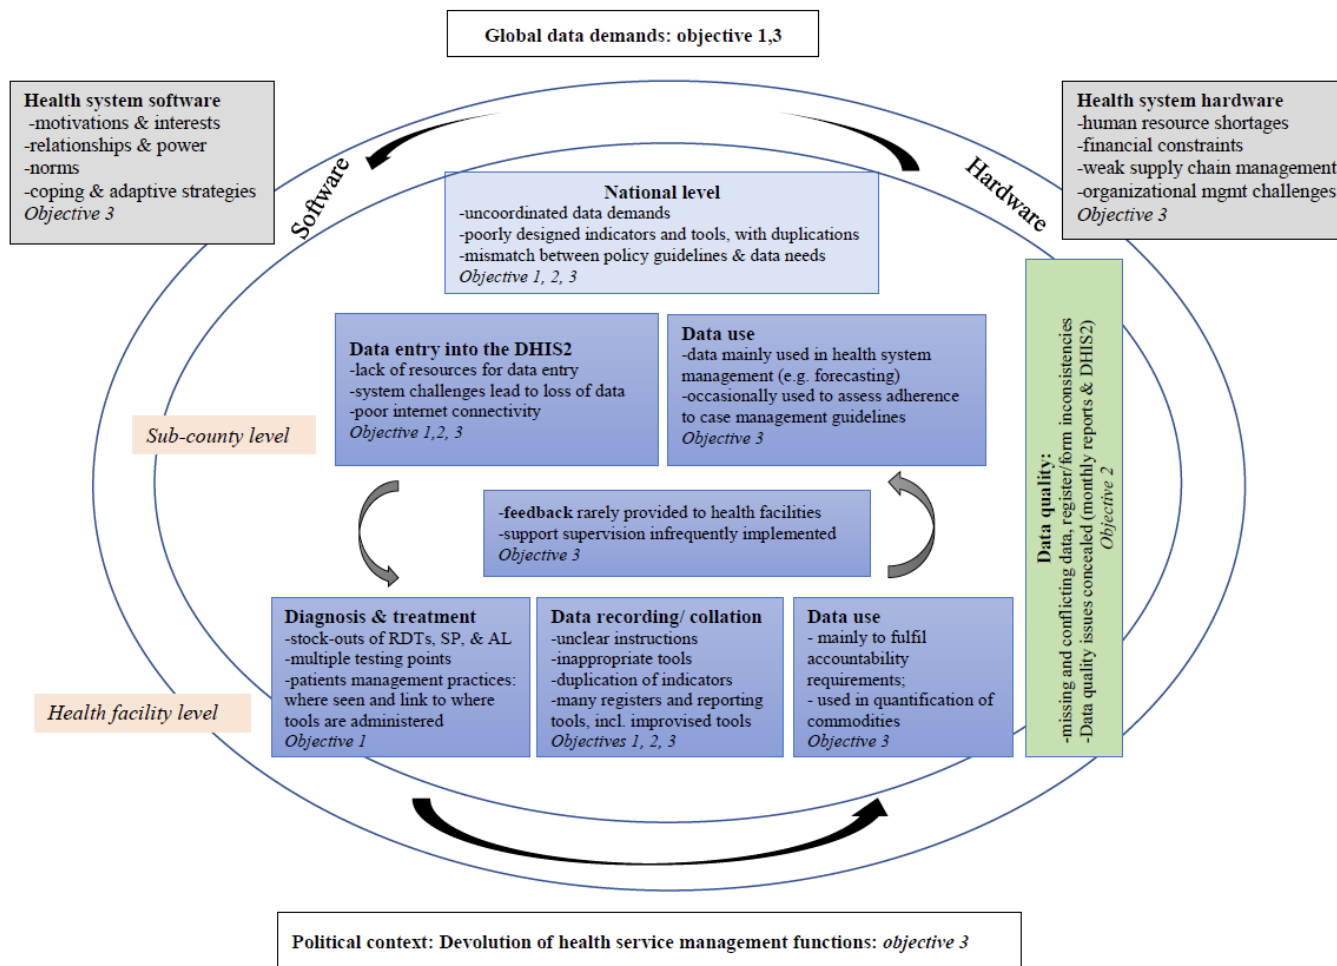 Global data demands: objective 1,3
Health system software
-motivations & interests
-relationships & power
-norms
-coping & adaptive strategies
Objective 3
Health system hardware
-human resource shortages
-financial constraints
-weak supply chain management
-organizational mgmt challenges
Objective 3
Software
Hardware
National level
-uncoordinated data demands
-poorly designed indicators and tools, with duplications
-mismatch between policy guidelines & data needs
Objective 1, 2, 3
Data entry into the DHIS2
-lack of resources for data entry
-system challenges lead to loss of data
-poor internet connectivity
Objective 1,2, 3
Data use
-data mainly used in health system
management (e.g. forecasting)
-occasionally used to assess adherence
to case management guidelines
Objective 3
Sub-county level
-feedback rarely provided to health facilities
-support supervision infrequently implemented
Objective 3
Data quality:
-missing and conflicting data, register/form inconsistencies
-Data quality issues concealed (monthly reports & DHIS2)
Objective 2
Diagnosis & treatment
-stock-outs of RDTs, SP, & AL
-multiple testing points
-patients management practices:
where seen and link to where
tools are administered
Objective 1
Data recording/ collation
-unclear instructions
-inappropriate tools
-duplication of indicators
-many registers and reporting
tools, incl. improvised tools
Objectives 1, 2, 3
Data use
- mainly to fulfil
accountability
requirements;
- used in quantification of
commodities
Objective 3
Health facility level
Political context: Devolution of health service management functions: objective 3